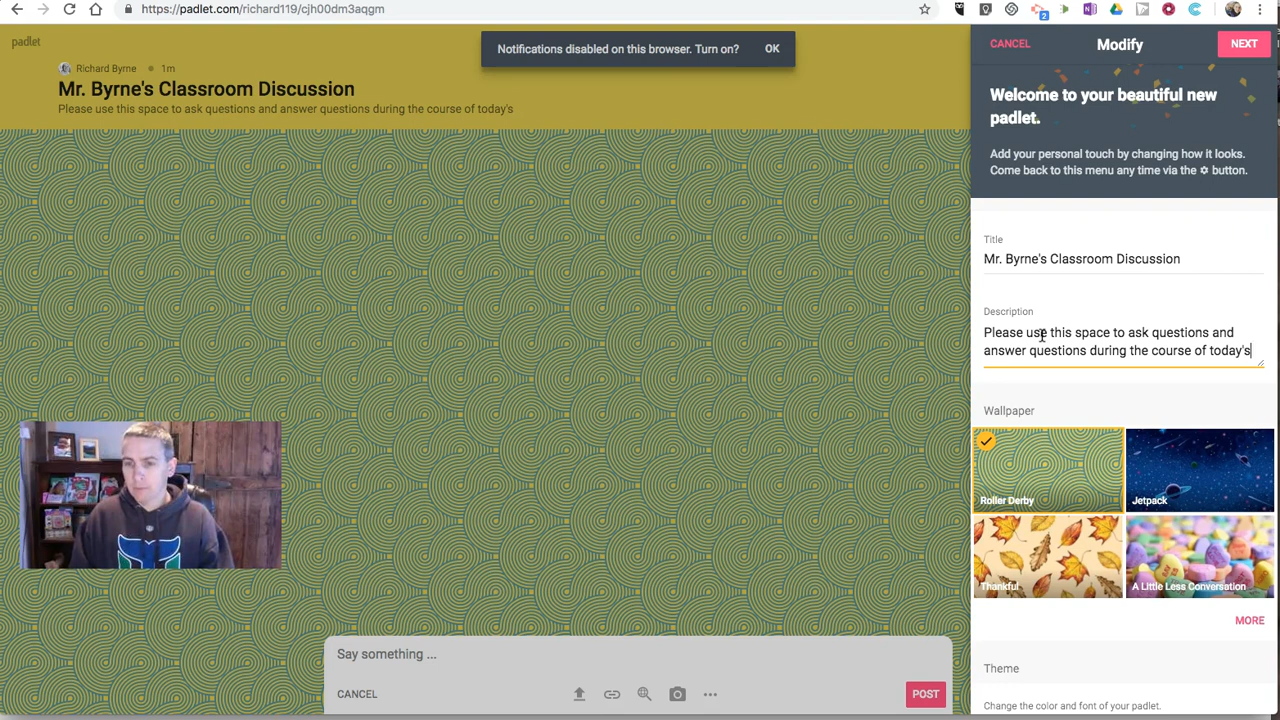 https://padlet.com/richard119/cjh00dm3aqgm
2
padlet
Notifications disabled on this browser. Turn on?
OK
Richard Byrne
1m
Mr. Byrne's Classroom Discussion
Please use this space to ask questions and answer questions during the course of today's
CANCEL
Modify
NEXT
Welcome to your beautiful new
padlet.
Add your personal touch by changing how it looks.
Come back to this menu any time via the button.
Title
Mr. Byrne's Classroom Discussion
Description
Please use this space to ask questions and
answer questions during the course of today's
Wallpaper
Roller Derby
Jetpack
Thankful
A Little Less Conversation
MORE
Theme
Change the color and font of your padlet.
Say something ...
CANCEL
POST